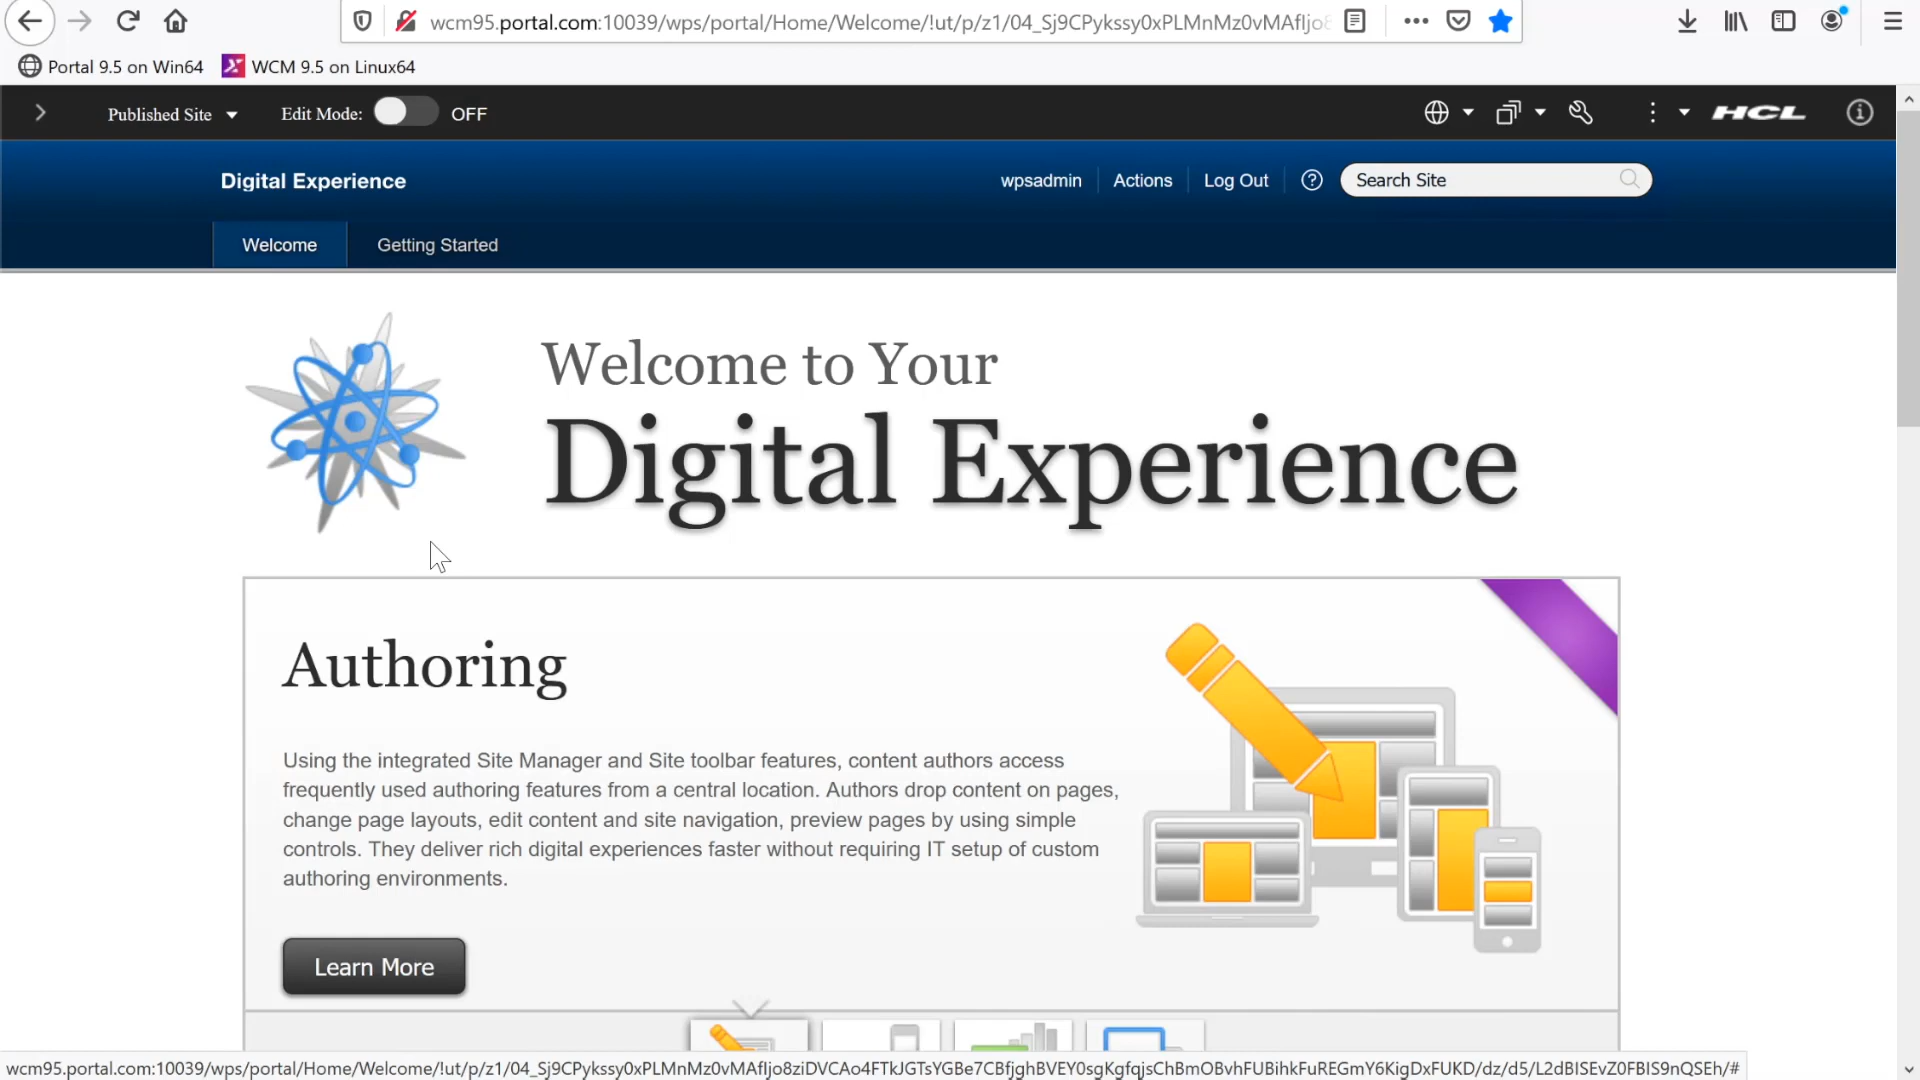 wcm95.portal.com:10039/wps/portal/Home/Welcome/!ut/p/z1/04_Sj9CPykssy0xPLMnMz0vMAfIjo8
Portal 9.5 on Win64 WCM 9.5 on Linux64
Published Site Edit Mode: OFF HCL
Digital Experience wpsadmin Actions Log Out Search Site
Welcome Getting Started
Welcome to Your
Digital Experience
Authoring
Using the integrated Site Manager and Site toolbar features, content authors access
frequently used authoring features from a central location. Authors drop content on pages,
change page layouts, edit content and site navigation, preview pages by using simple
controls. They deliver rich digital experiences faster without requiring IT setup of custom
authoring environments.
Learn More
wcm95.portal.com:10039/wps/portal/Home/Welcome/!ut/p/z1/04_Sj9CPykssy0xPLMnMz0vMAfIjo8ziDVCAo4FTkJGTsYGBe7CBfjghBVEY0sgKgfqjsChBmOBvhFUBihkFuREGmY6KigDxFUKD/dz/d5/L2dBISEvZ0FBIS9nQSEh/#